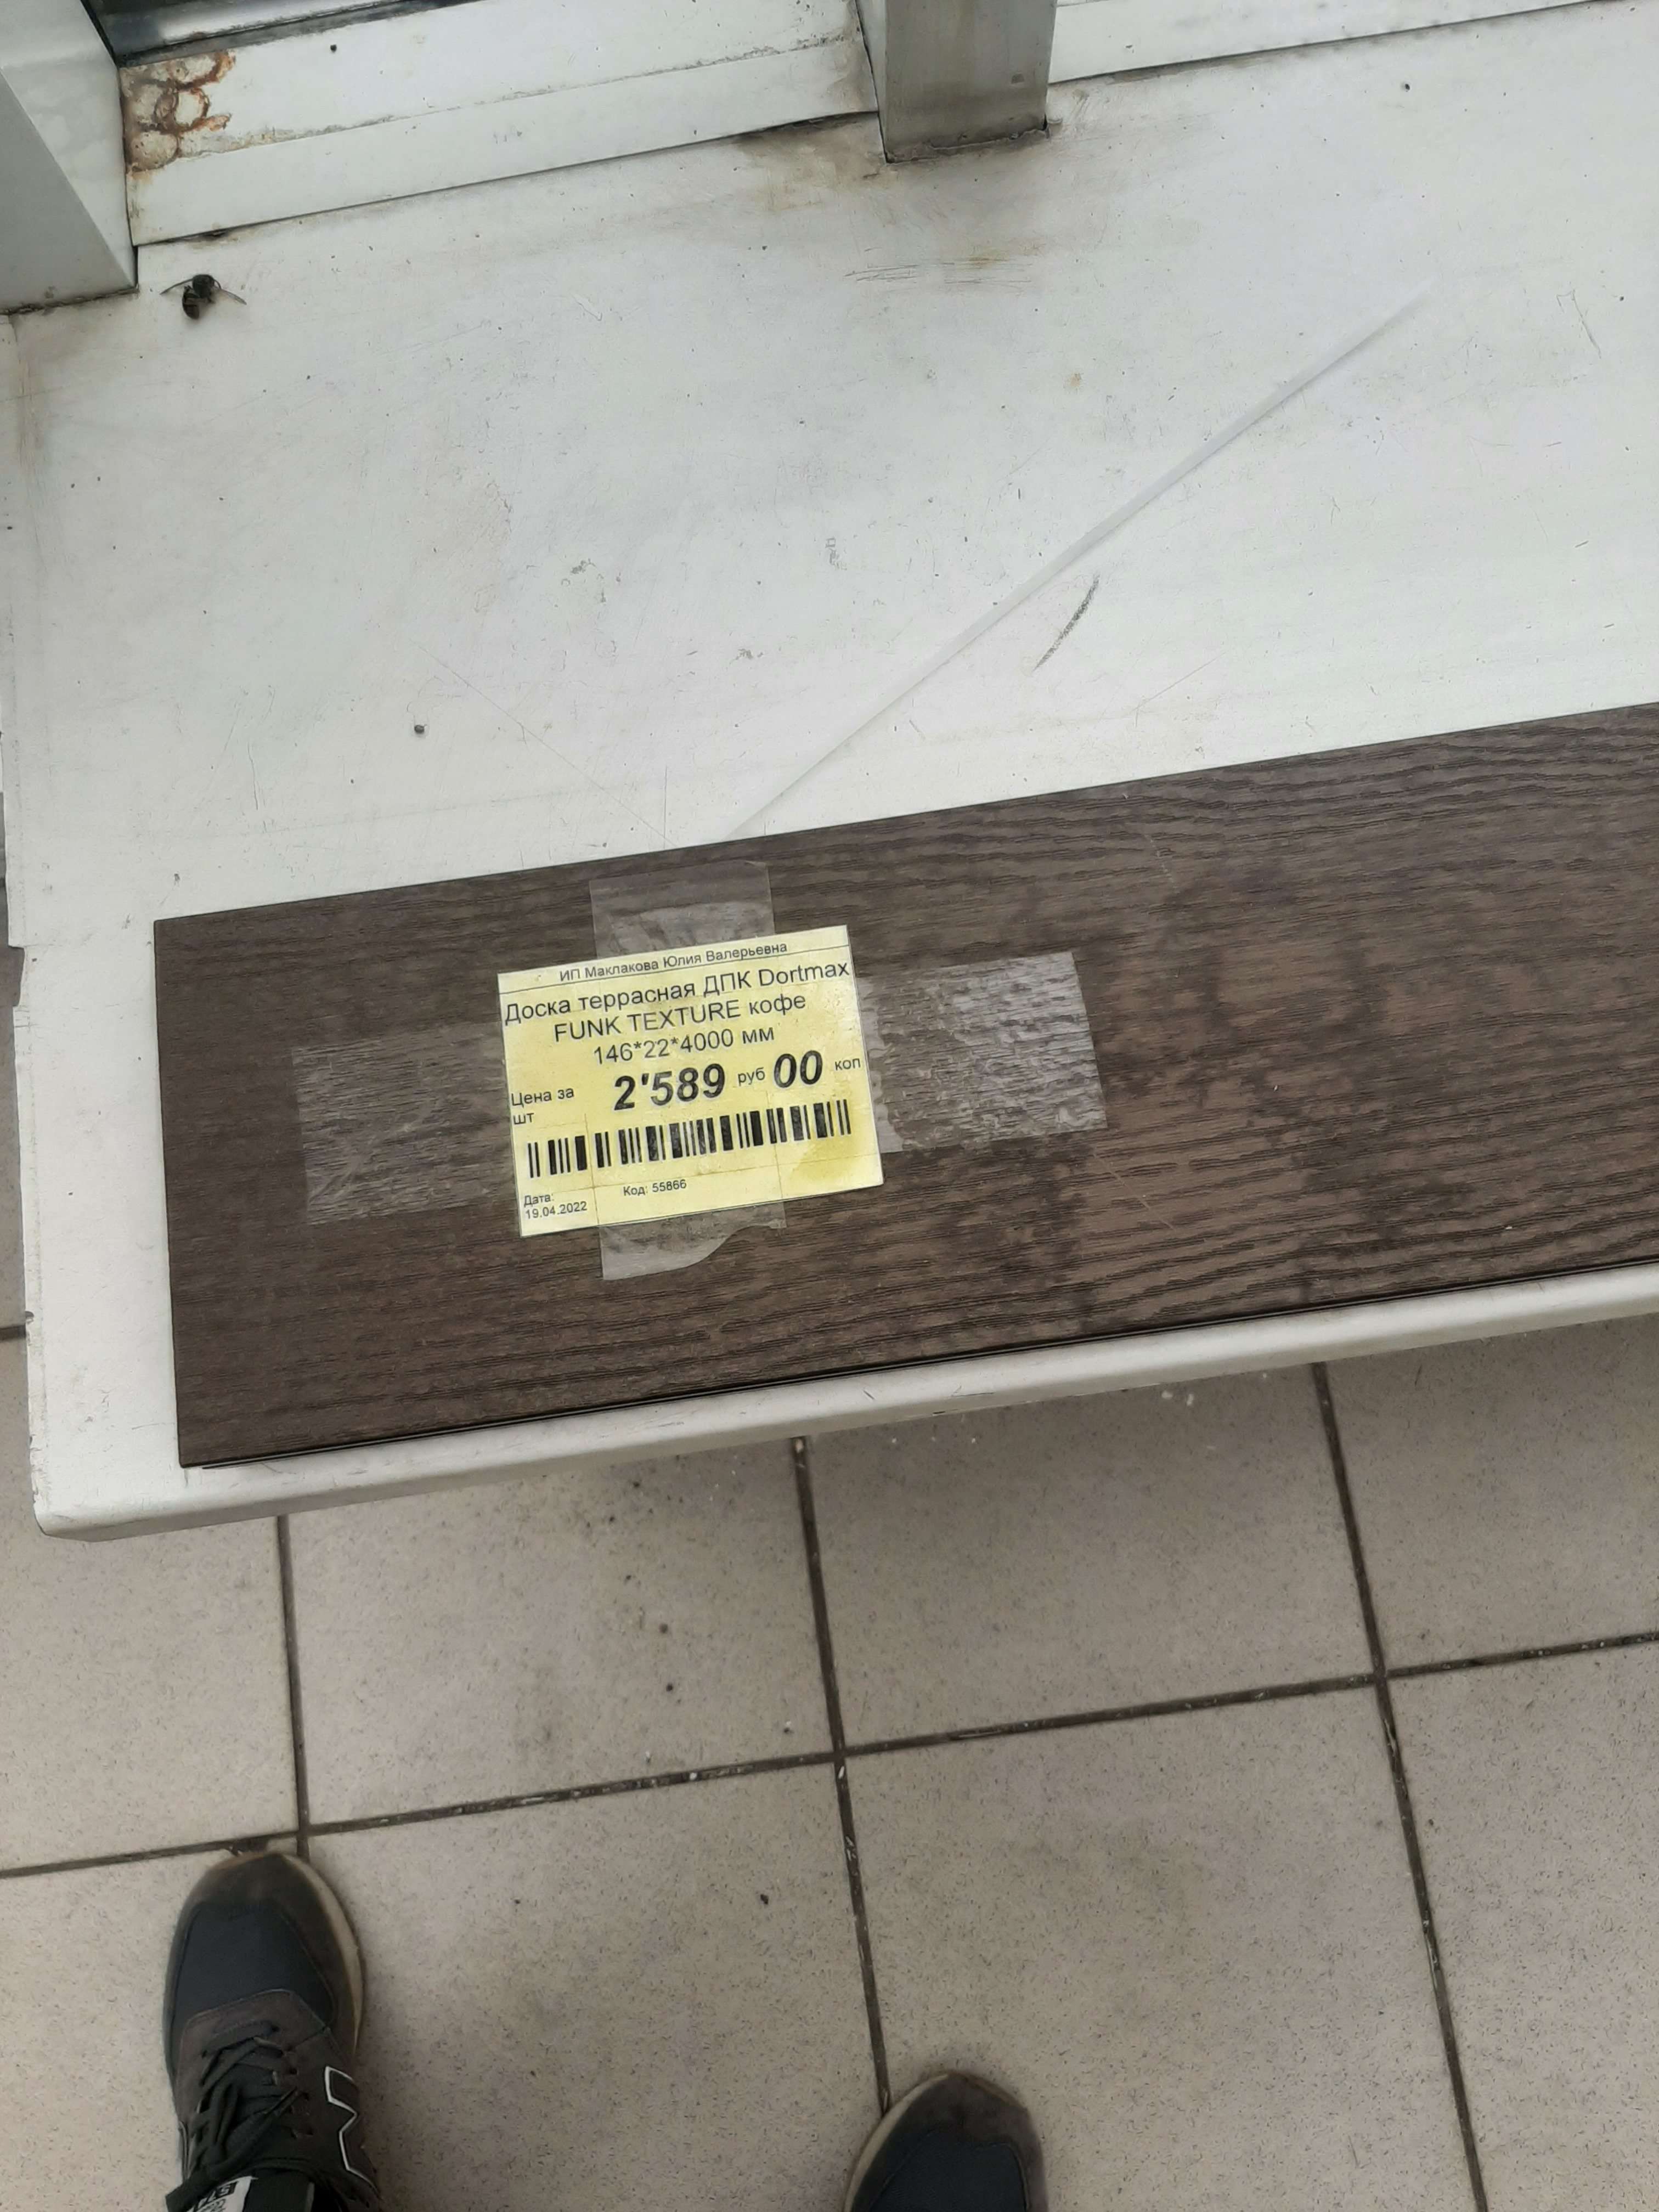 ИП Маклакова Юлия Валерьевна
Доска террасная ДПК Dortmax
FUNK TEXTURE кофе
146*22*4000 мм
Цена за шт 2'589 руб 00 коп
Дата: 19.04.2022
Код: 55866